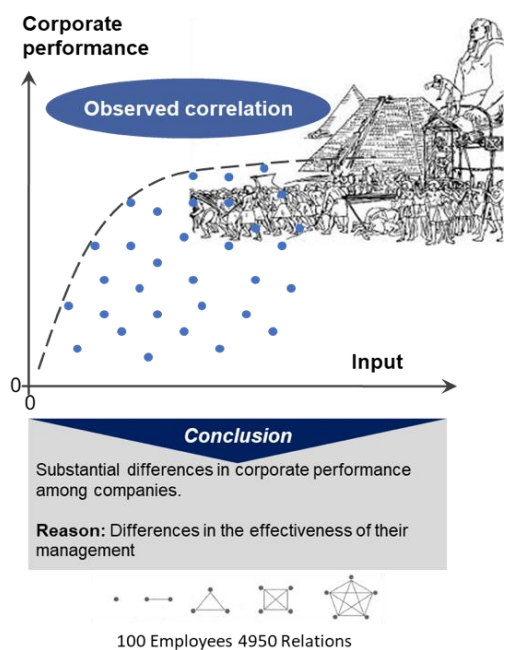 Corporate
performance
Observed correlation
Input
0
0
Conclusion
Substantial differences in corporate performance
among companies.
Reason: Differences in the effectiveness of their
management
100 Employees 4950 Relations